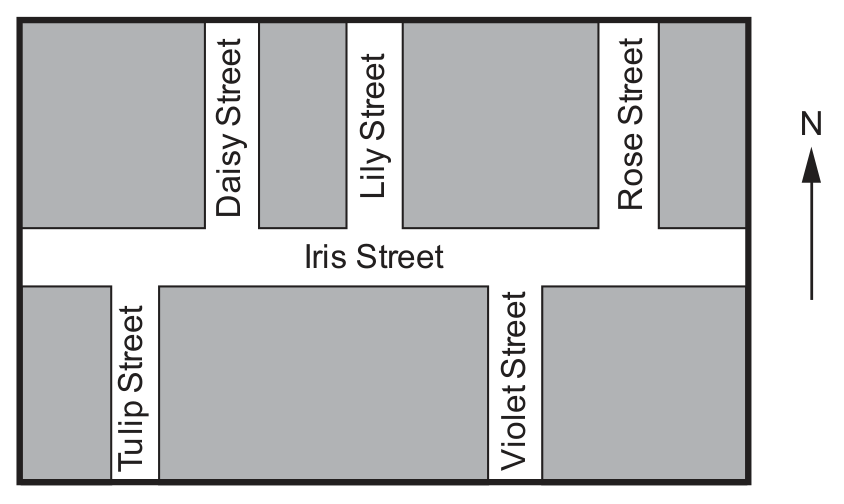 Daisy Street
Lily Street
Rose Street
N
Iris Street
Tulip Street
Violet Street